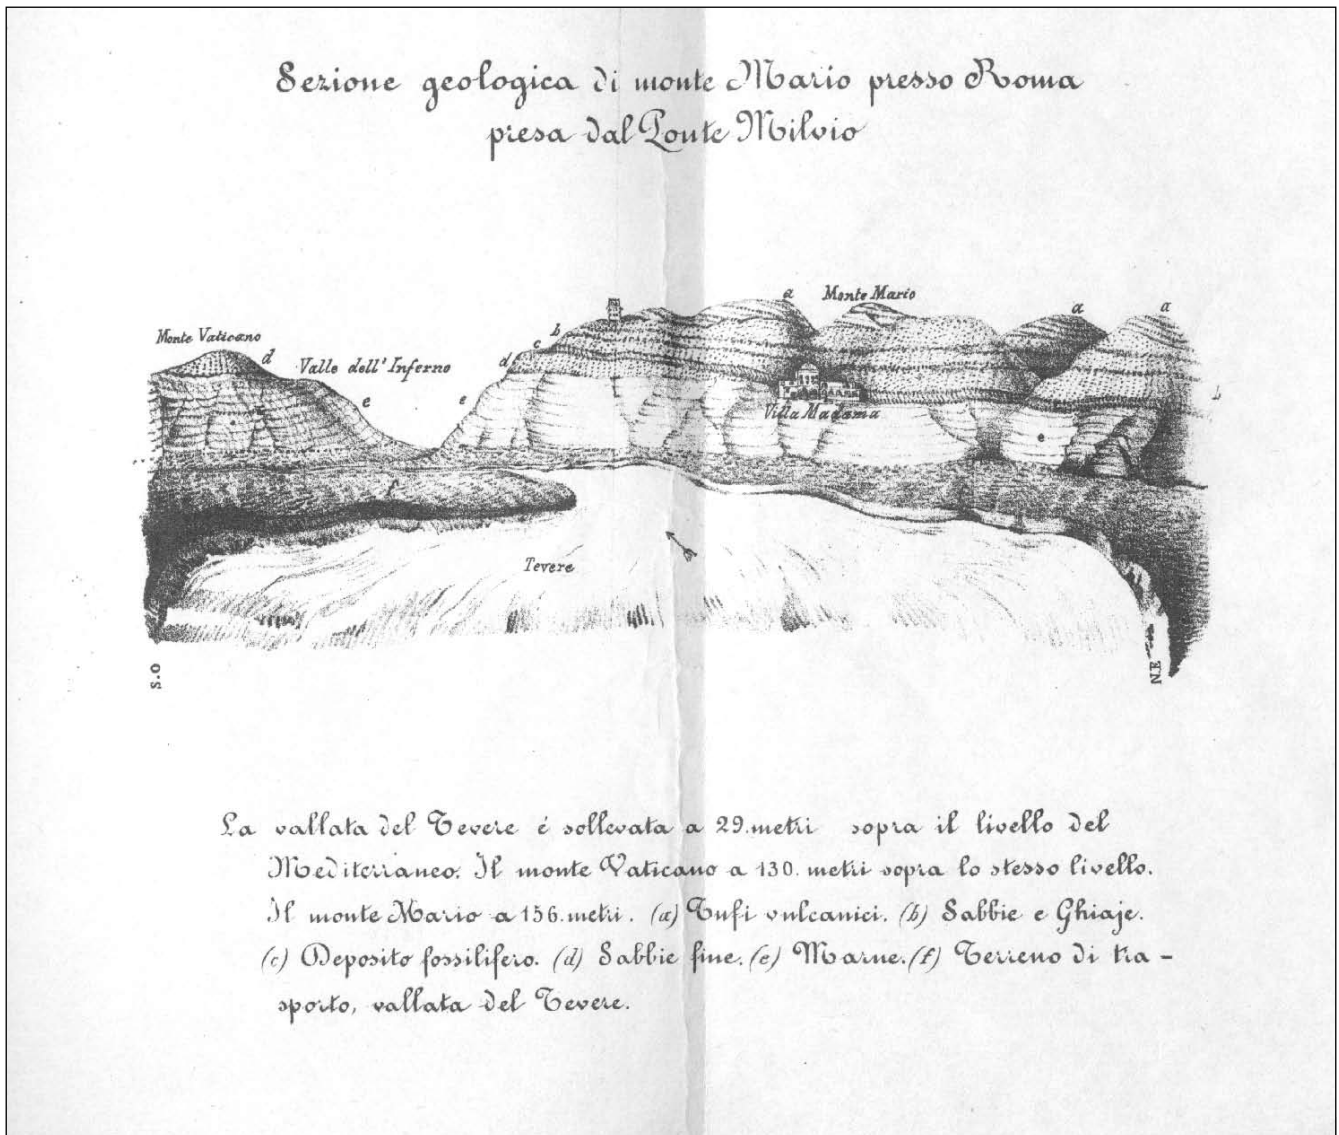 Sezione geologica di monte Mario presso Roma
presa dal Ponte Milvio
a
Monte Mario
a
a
Monte Vaticano
d
Valle dell'Inferno
b
c
d
e
e
Villa Madama
b
e
e
f
Tevere
S.O
N.E
La vallata del Tevere é sollevata a 29. metri sopra il livello del
Mediterraneo. Il monte Vaticano a 130. metri sopra lo stesso livello.
Il monte Mario a 156. metri. (a) Tufi vulcanici. (b) Sabbie e Ghiaje.
(c) Deposito fossilifero. (d) Sabbie fine. (e) Marne. (f) Terreno di tra-
sporto, vallata del Tevere.